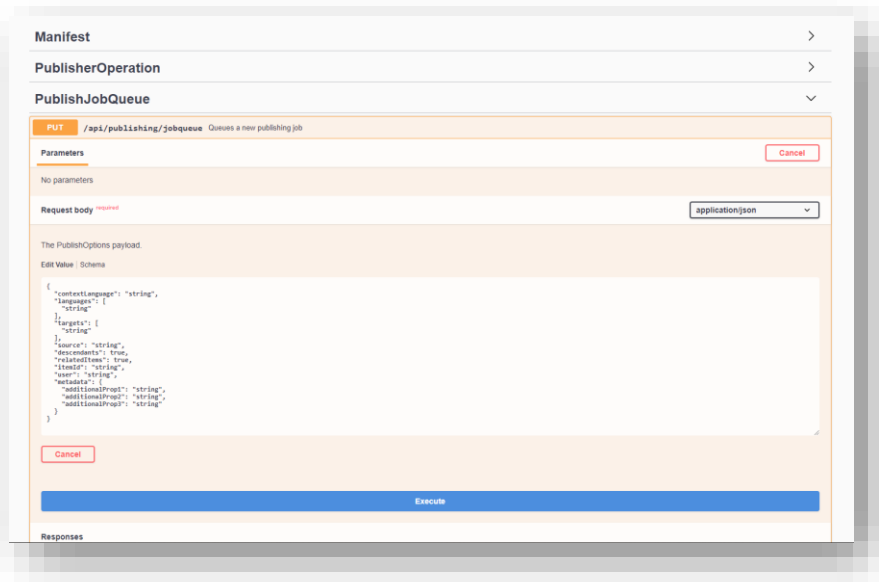 Manifest
PublisherOperation
PublishJobQueue
PUT /api/publishing/jobqueue Queues a new publishing job
Parameters Cancel
No parameters
Request body required application/json
The PublishOptions payload.
Edit Value | Schema
{
  "contextLanguage": "string",
  "languages": [
    "string"
  ],
  "targets": [
    "string"
  ],
  "source": "string",
  "descendants": true,
  "relatedItems": true,
  "itemId": "string",
  "user": "string",
  "metadata": {
    "additionalProp1": "string",
    "additionalProp2": "string",
    "additionalProp3": "string"
  }
}
Cancel
Execute
Responses